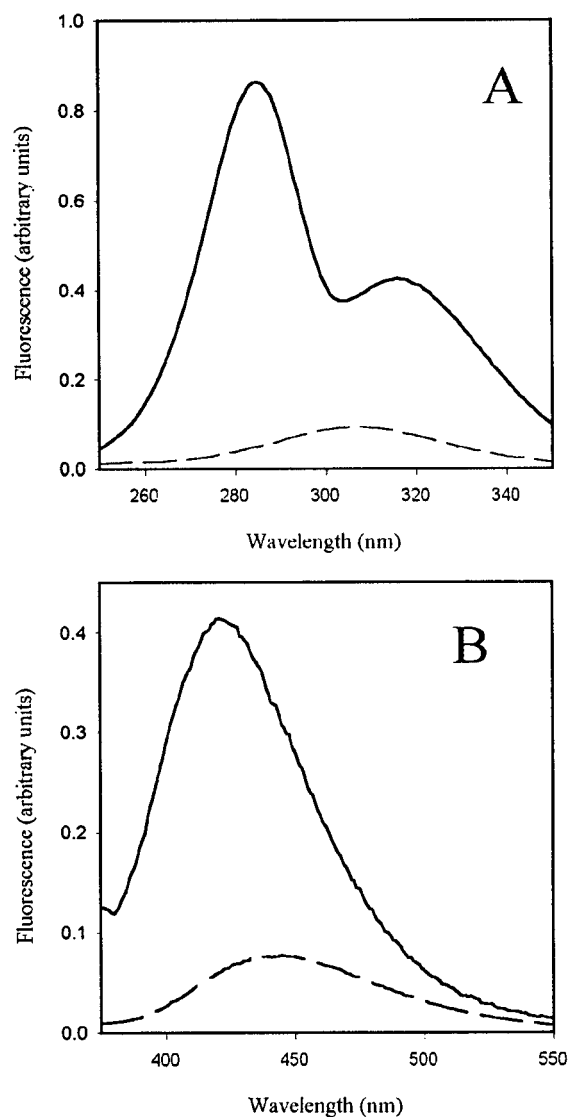 1.0
A
0.8
0.6
0.4
0.2
0.0
Fluorescence (arbitrary units)
260 280 300 320 340
Wavelength (nm)
0.4
B
0.3
0.2
0.1
0.0
Fluorescence (arbitrary units)
400 450 500 550
Wavelength (nm)